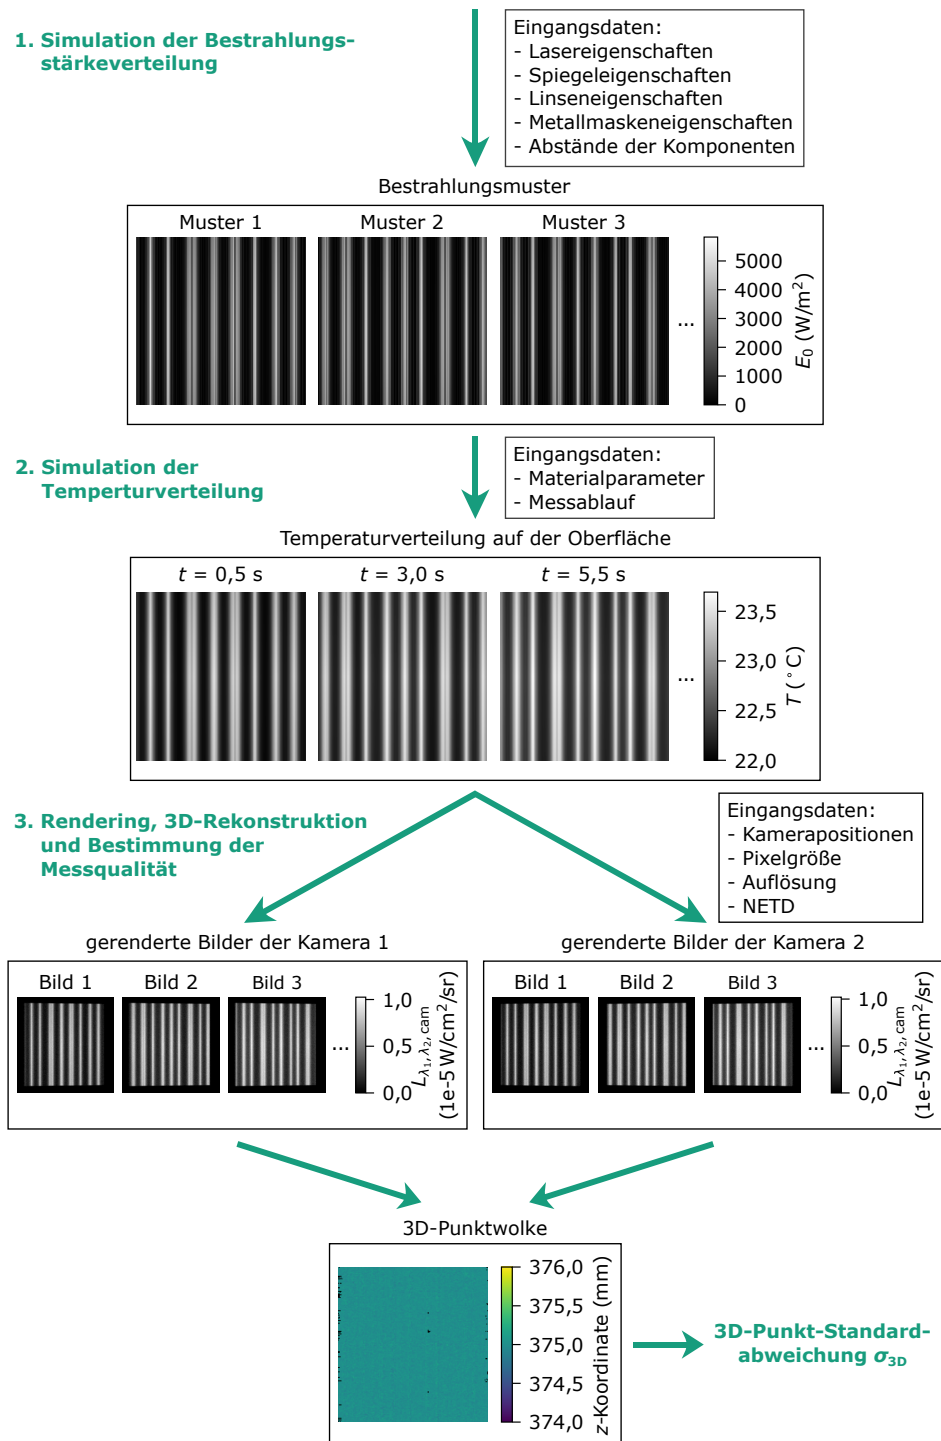 1. Simulation der Bestrahlungs-
stärkeverteilung
Eingangsdaten:
- Lasereigenschaften
- Spiegeleigenschaften
- Linseneigenschaften
- Metallmaskeneigenschaften
- Abstände der Komponenten
Bestrahlungsmuster
Muster 1
Muster 2
Muster 3
...
5000
4000
3000
2000
1000
0
E₀ (W/m²)
2. Simulation der
Temperturverteilung
Eingangsdaten:
- Materialparameter
- Messablauf
Temperaturverteilung auf der Oberfläche
t = 0,5 s
t = 3,0 s
t = 5,5 s
...
23,5
23,0
22,5
22,0
T (°C)
3. Rendering, 3D-Rekonstruktion
und Bestimmung der
Messqualität
Eingangsdaten:
- Kamerapositionen
- Pixelgröße
- Auflösung
- NETD
gerenderte Bilder der Kamera 1
Bild 1
Bild 2
Bild 3
...
1,0
0,5
0,0
L_λ₁,λ₂,cam
(1e-5 W/cm²/sr)
gerenderte Bilder der Kamera 2
Bild 1
Bild 2
Bild 3
...
1,0
0,5
0,0
L_λ₁,λ₂,cam
(1e-5 W/cm²/sr)
3D-Punktwolke
376,0
375,5
375,0
374,5
374,0
z-Koordinate (mm)
3D-Punkt-Standard-
abweichung σ₃D